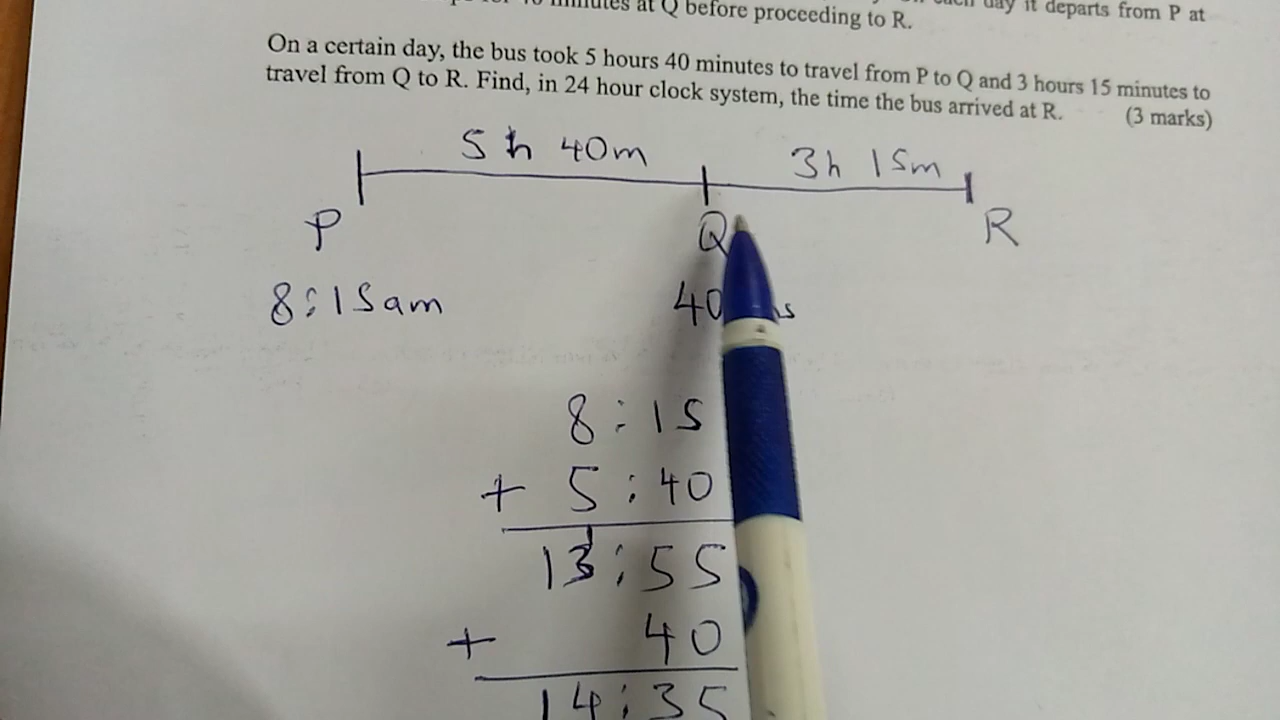 day it departs from P at
minutes at Q before proceeding to R.
On a certain day, the bus took 5 hours 40 minutes to travel from P to Q and 3 hours 15 minutes to
travel from Q to R. Find, in 24 hour clock system, the time the bus arrived at R. (3 marks)
5h 40m 3h 15m
P Q R
8:15am 40
8:15
+ 5:40
13:55
+ 40
14:35